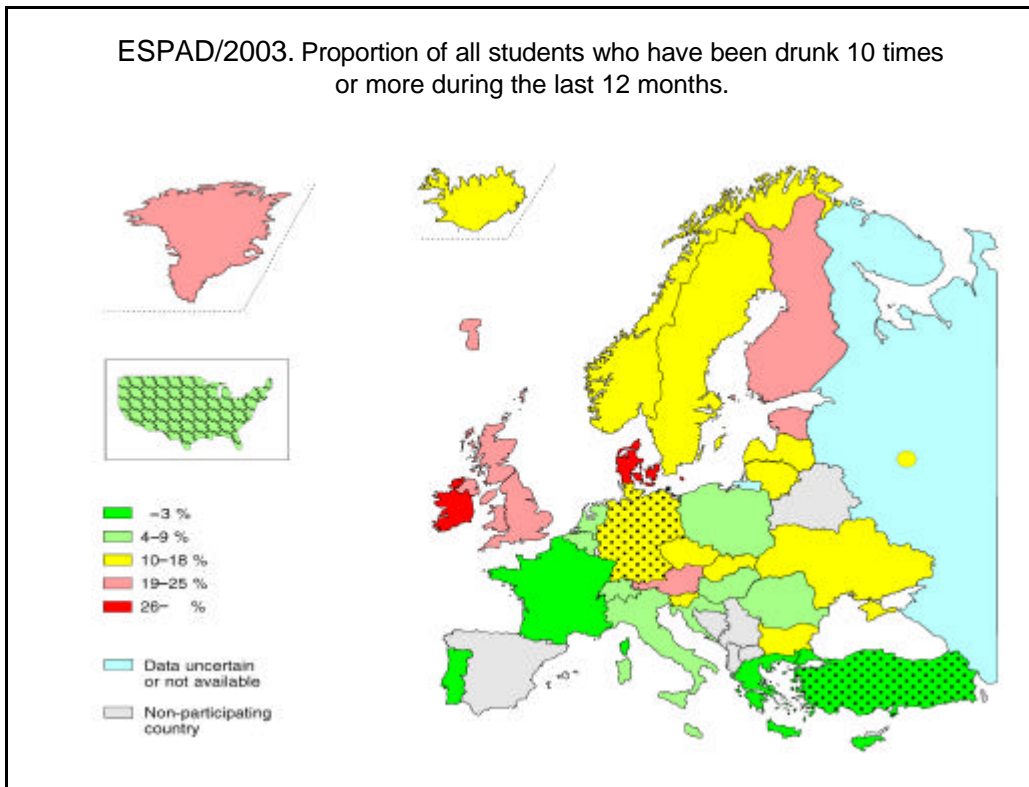 ESPAD/2003. Proportion of all students who have been drunk 10 times
or more during the last 12 months.
–3 %
4–9 %
10–18 %
19–25 %
26– %
Data uncertain
or not available
Non-participating
country